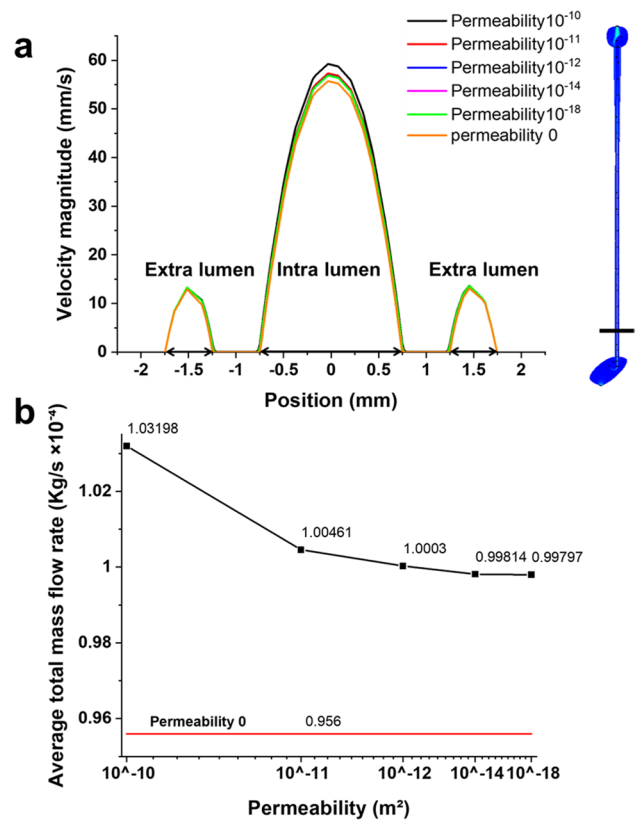 a
Velocity magnitude (mm/s)
60
50
40
30
20
10
0
Permeability10⁻¹⁰
Permeability10⁻¹¹
Permeability10⁻¹²
Permeability10⁻¹⁴
Permeability10⁻¹⁸
permeability 0
Extra lumen Intra lumen Extra lumen
-2 -1.5 -1 -0.5 0 0.5 1 1.5 2
Position (mm)
b
Average total mass flow rate (Kg/s ×10⁻⁴)
1.02
1
0.98
0.96
1.03198
1.00461
1.0003
0.99814 0.99797
Permeability 0 0.956
10^-10 10^-11 10^-12 10^-14 10^-18
Permeability (m²)